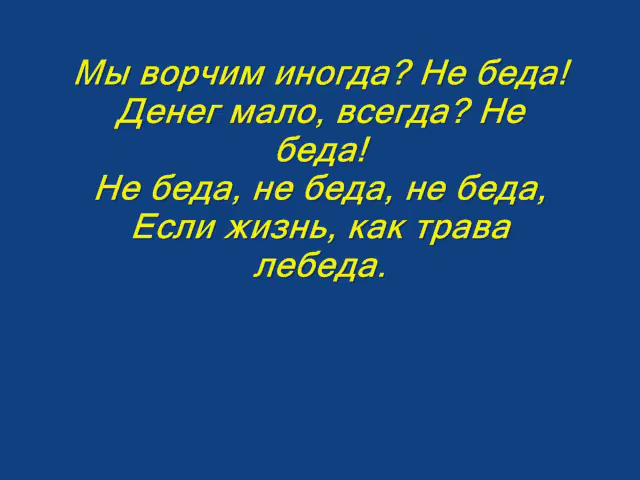 Мы ворчим иногда? Не беда!
Денег мало, всегда? Не
беда!
Не беда, не беда, не беда,
Если жизнь, как трава
лебеда.